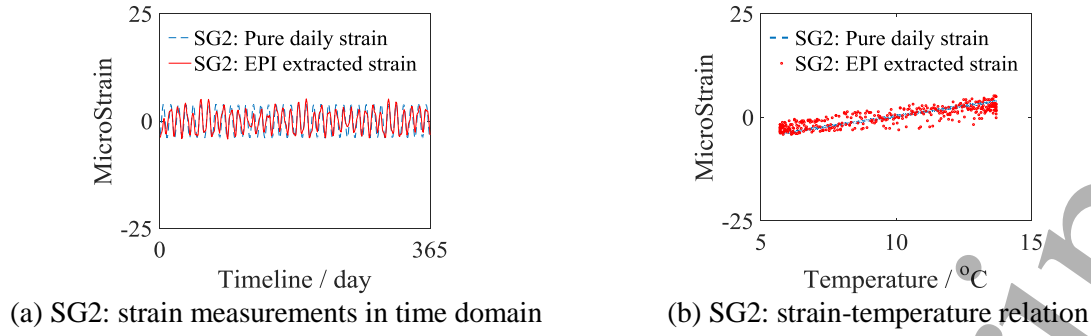 25
SG2: Pure daily strain
SG2: EPI extracted strain
0
MicroStrain
-25
0
365
Timeline / day
(a) SG2: strain measurements in time domain
25
SG2: Pure daily strain
SG2: EPI extracted strain
0
MicroStrain
-25
5
10
15
Temperature / °C
(b) SG2: strain-temperature relation